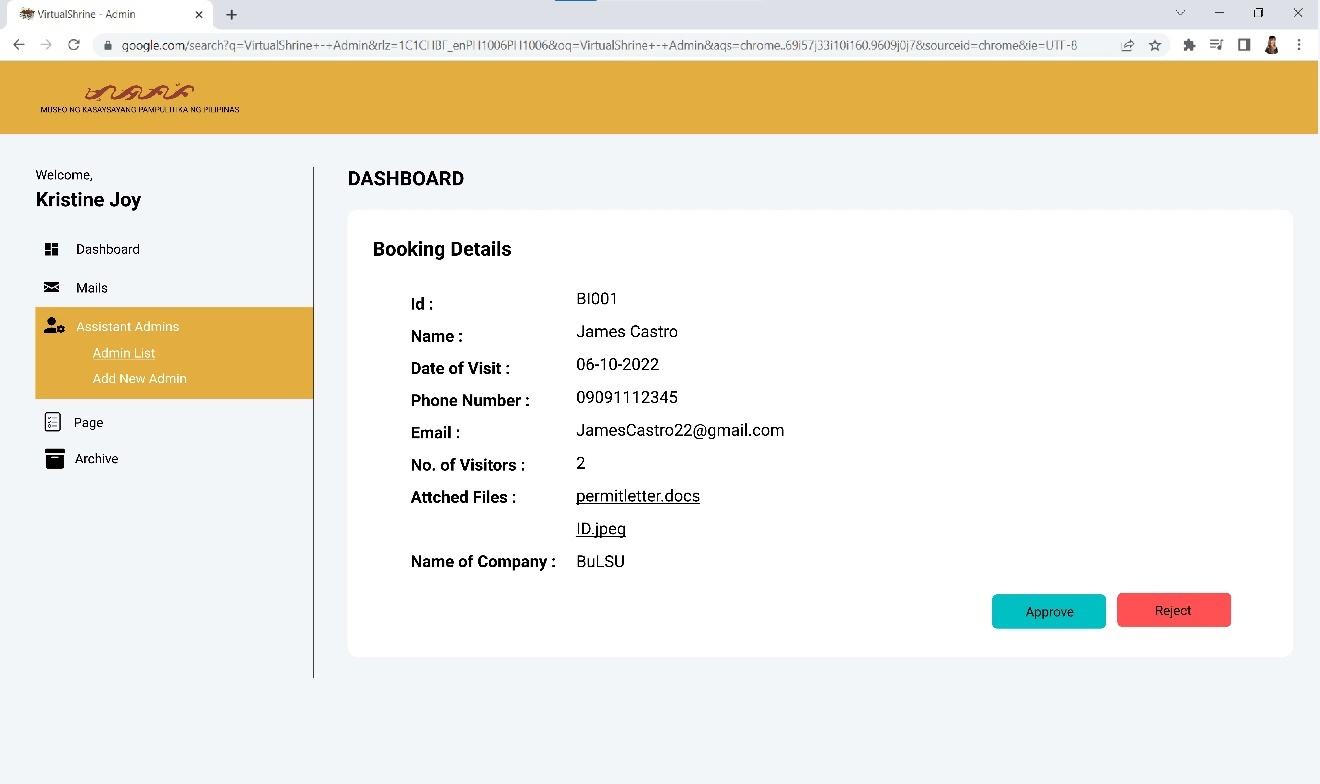 VirtualShrine - Admin
google.com/search?q=VirtualShrine+-+Admin&rlz=1C1CHBF_enPH1006PH1006&oq=VirtualShrine+-+Admin&aqs=chrome..69i57j33i10i160.9609j0j7&sourceid=chrome&ie=UTF-8
MUSEO NG KASAYSAYANG PAMPULITIKA NG PILIPINAS
Welcome,
Kristine Joy
Dashboard
Mails
Assistant Admins
Admin List
Add New Admin
Page
Archive
DASHBOARD
Booking Details
Id : BI001
Name : James Castro
Date of Visit : 06-10-2022
Phone Number : 09091112345
Email : JamesCastro22@gmail.com
No. of Visitors : 2
Attched Files : permitletter.docs
ID.jpeg
Name of Company : BuLSU
Approve Reject